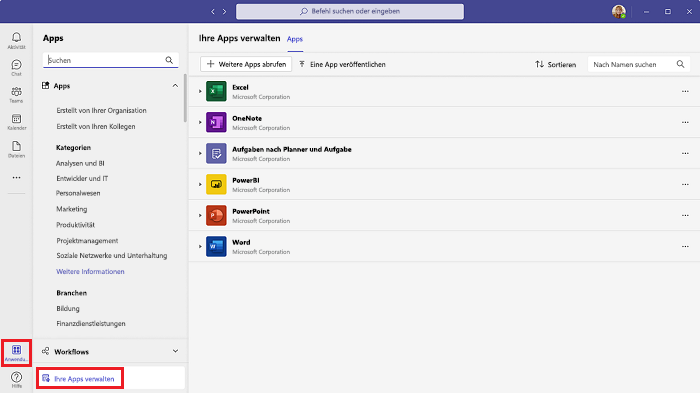 Befehl suchen oder eingeben
Aktivität
Chat
Teams
Kalender
Dateien
Anwendu...
Hilfe
Apps
Suchen
Apps
Erstellt von Ihrer Organisation
Erstellt von Ihren Kollegen
Kategorien
Analysen und BI
Entwickler und IT
Personalwesen
Marketing
Produktivität
Projektmanagement
Soziale Netzwerke und Unterhaltung
Weitere Informationen
Branchen
Bildung
Finanzdienstleistungen
Workflows
Ihre Apps verwalten
Ihre Apps verwalten Apps
Weitere Apps abrufen Eine App veröffentlichen Sortieren Nach Namen suchen
Excel
Microsoft Corporation
OneNote
Microsoft Corporation
Aufgaben nach Planner und Aufgabe
Microsoft Corporation
PowerBI
Microsoft Corporation
PowerPoint
Microsoft Corporation
Word
Microsoft Corporation